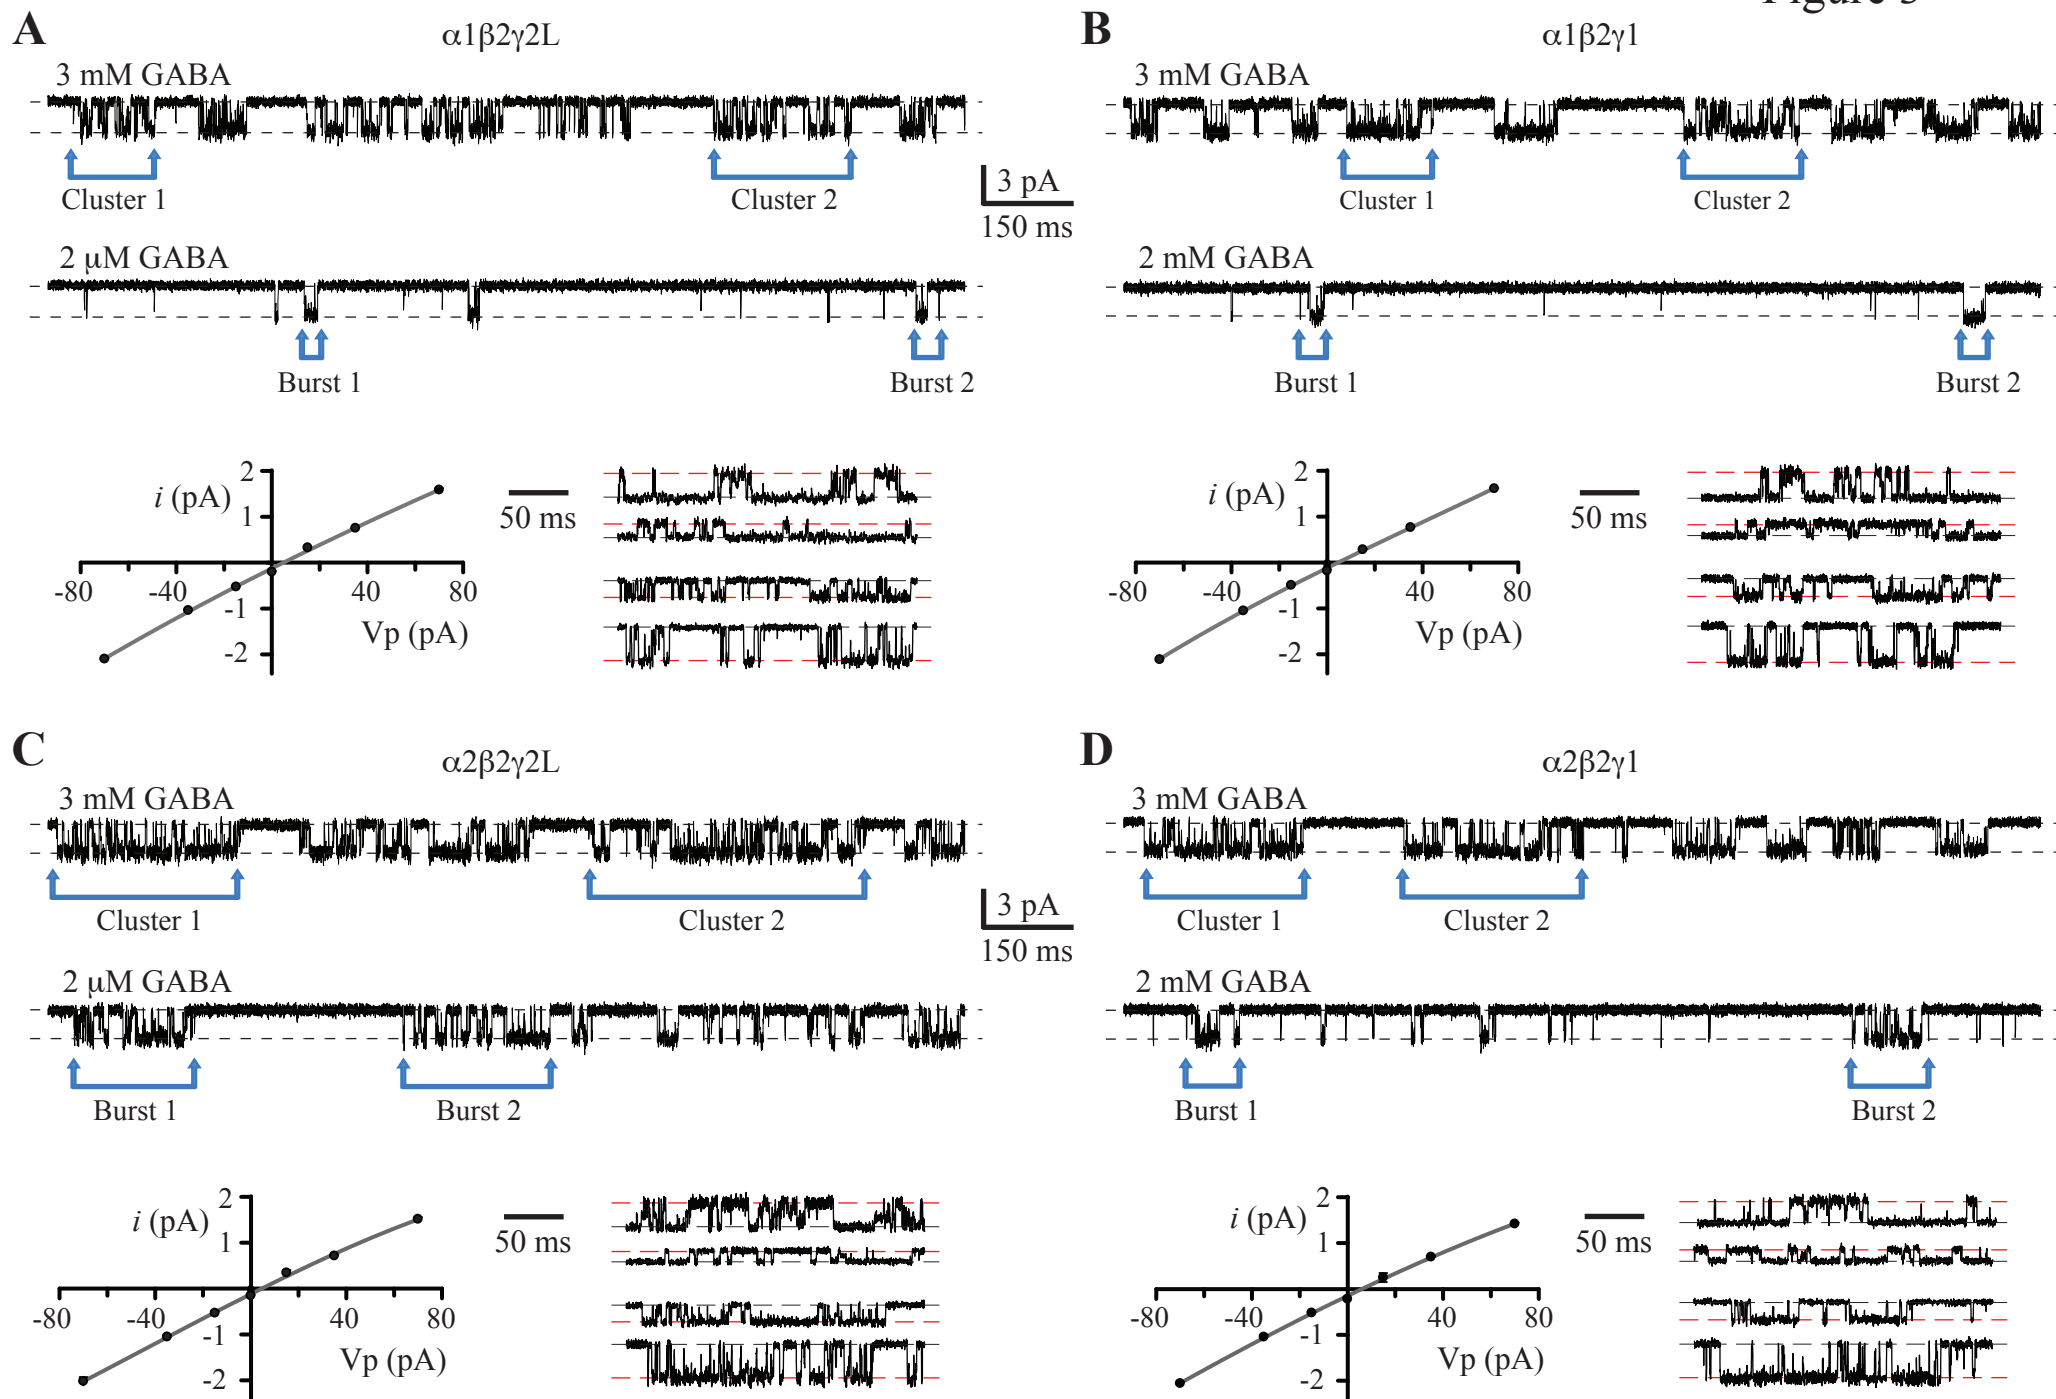 Figure 3
A
α1β2γ2L
3 mM GABA
Cluster 1
Cluster 2
3 pA
150 ms
2 μM GABA
Burst 1
Burst 2
i (pA)
2
1
-80
-40
40
80
-1
-2
Vp (pA)
50 ms
B
α1β2γ1
3 mM GABA
Cluster 1
Cluster 2
2 mM GABA
Burst 1
Burst 2
i (pA)
2
1
-80
-40
40
80
-1
-2
Vp (pA)
50 ms
C
α2β2γ2L
3 mM GABA
Cluster 1
Cluster 2
3 pA
150 ms
2 μM GABA
Burst 1
Burst 2
i (pA)
2
1
-80
-40
40
80
-1
-2
Vp (pA)
50 ms
D
α2β2γ1
3 mM GABA
Cluster 1
Cluster 2
2 mM GABA
Burst 1
Burst 2
i (pA)
2
1
-80
-40
40
80
-1
-2
Vp (pA)
50 ms